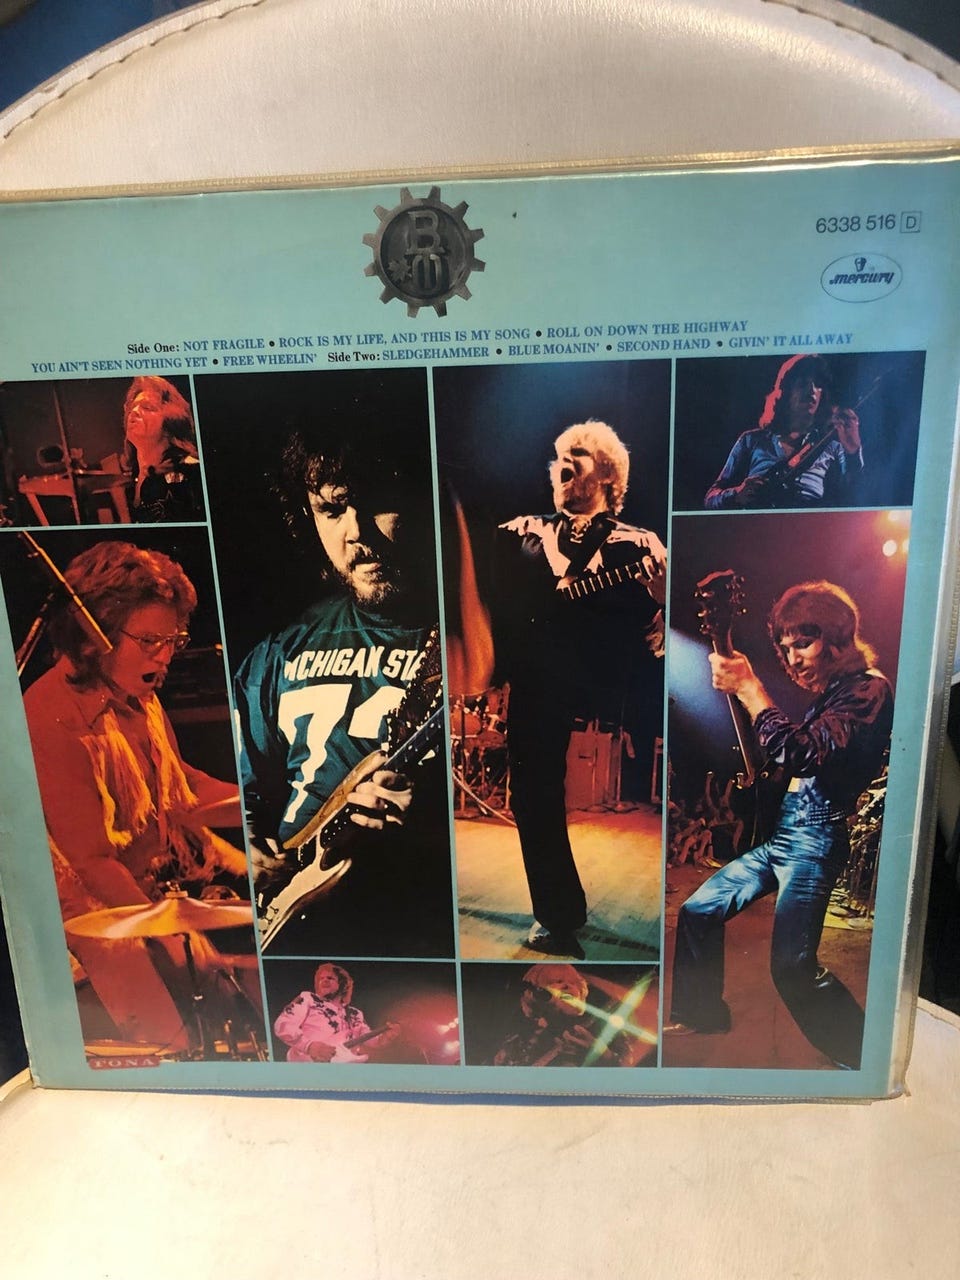 B
TO
6338 516 D
mercury
Side One: NOT FRAGILE • ROCK IS MY LIFE, AND THIS IS MY SONG • ROLL ON DOWN THE HIGHWAY
YOU AIN'T SEEN NOTHING YET • FREE WHEELIN' Side Two: SLEDGEHAMMER • BLUE MOANIN' • SECOND HAND • GIVIN' IT ALL AWAY
MICHIGAN STA
77
FONA